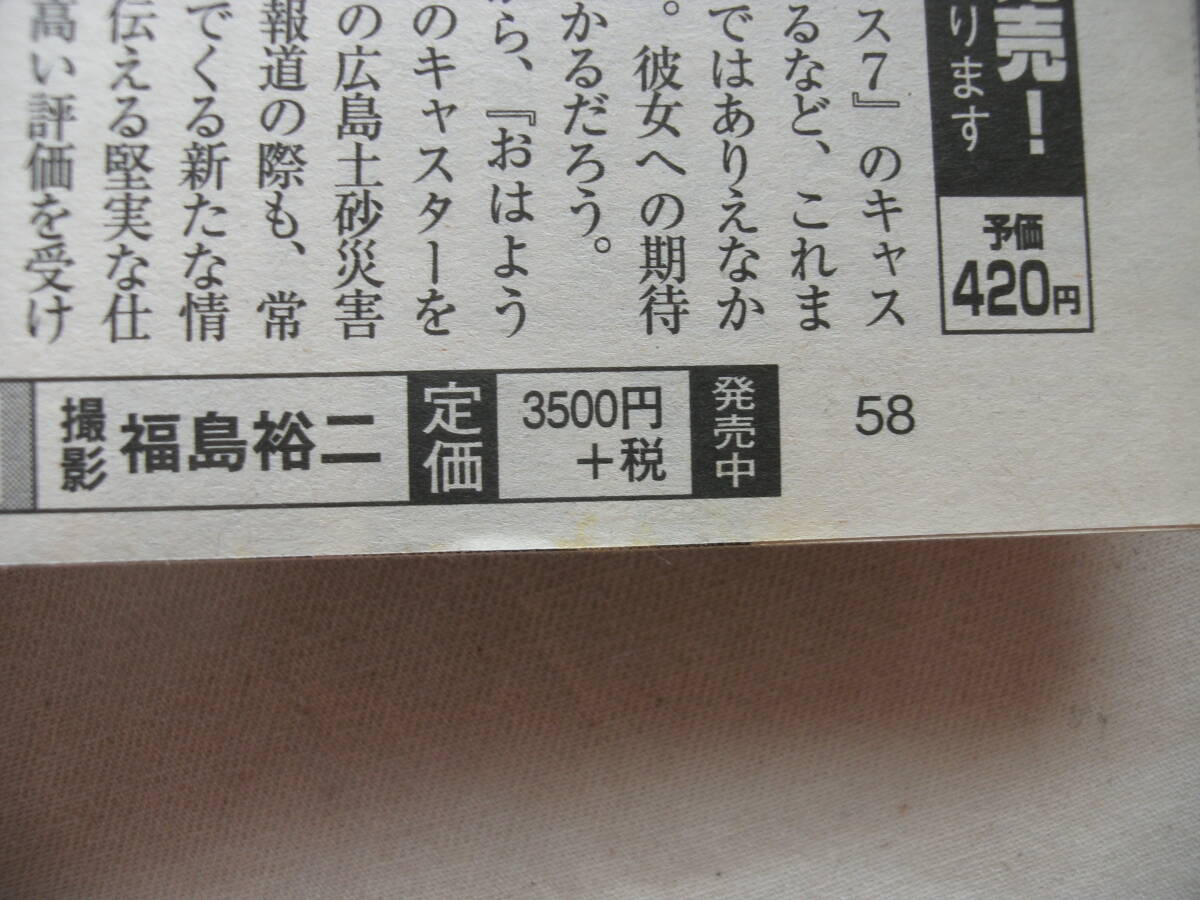 売！
ります
予価
420円
ス7』のキャス
るなど、これま
ではありえなか
。彼女への期待
かるだろう。
ら、『おはよう
のキャスターを
の広島土砂災害
報道の際も、常
でくる新たな情
伝える堅実な仕
高い評価を受け
撮影 福島裕二 定価 3500円＋税 発売中
58